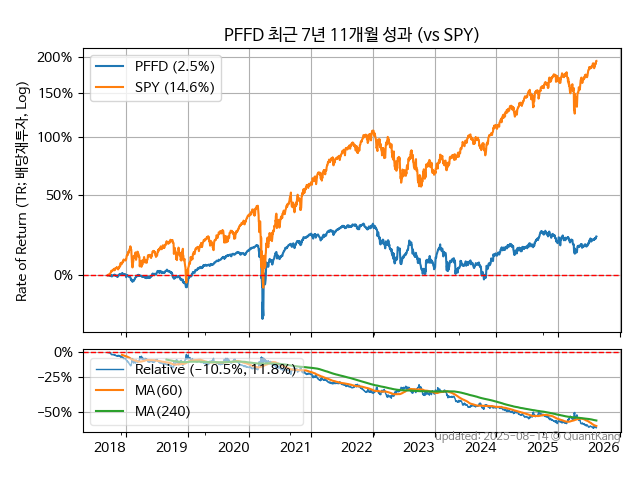 PFFD 최근 7년 11개월 성과 (vs SPY)
200%
150%
100%
50%
0%
Rate of Return (TR: 배당재투자, Log)
PFFD (2.5%)
SPY (14.6%)
0%
−25%
−50%
Relative (−10.5%, 11.8%)
MA(60)
MA(240)
updated: 2025-08-14 © QuantKang
2018 2019 2020 2021 2022 2023 2024 2025 2026